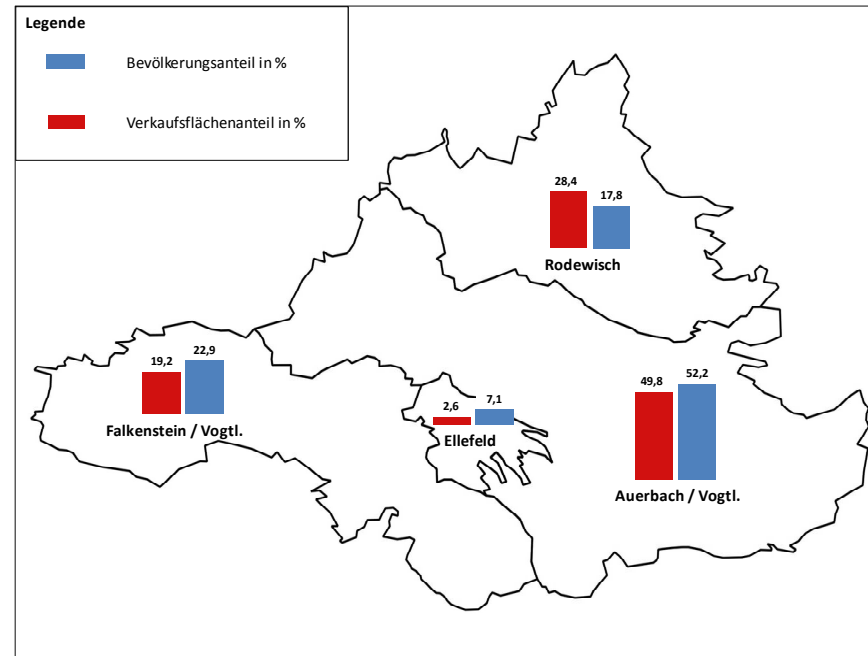 Legende
Bevölkerungsanteil in %
Verkaufsflächenanteil in %
28,4
17,8
Rodewisch
19,2
22,9
Falkenstein / Vogtl.
2,6
7,1
Ellefeld
49,8
52,2
Auerbach / Vogtl.